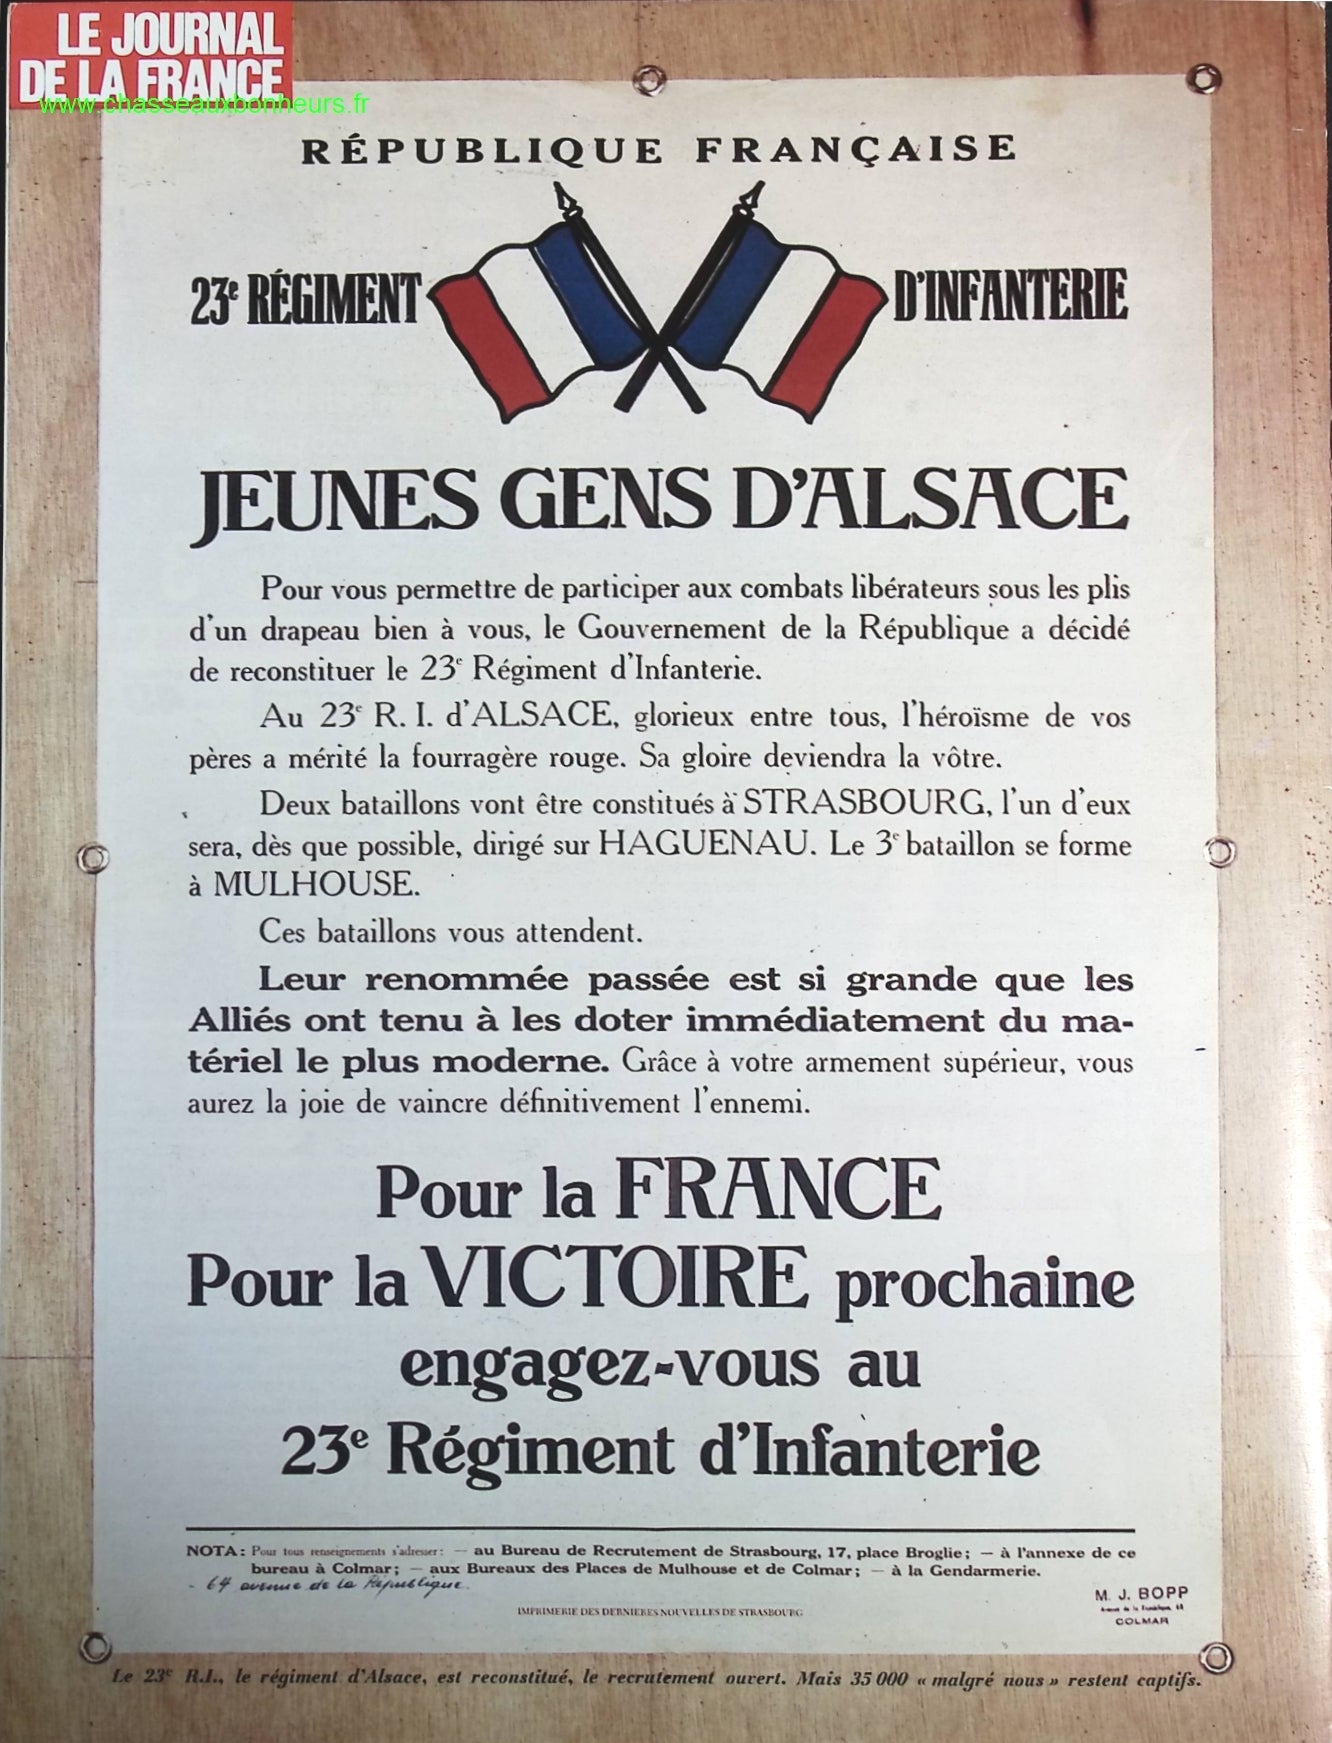 LE JOURNAL
DE LA FRANCE
www.chasseauxbonheurs.fr
RÉPUBLIQUE FRANÇAISE
23e RÉGIMENT D'INFANTERIE
JEUNES GENS D'ALSACE
Pour vous permettre de participer aux combats libérateurs sous les plis
d'un drapeau bien à vous, le Gouvernement de la République a décidé
de reconstituer le 23e Régiment d'Infanterie.
Au 23e R. I. d'ALSACE, glorieux entre tous, l'héroïsme de vos
pères a mérité la fourragère rouge. Sa gloire deviendra la vôtre.
Deux bataillons vont être constitués à STRASBOURG, l'un d'eux
sera, dès que possible, dirigé sur HAGUENAU. Le 3e bataillon se forme
à MULHOUSE.
Ces bataillons vous attendent.
Leur renommée passée est si grande que les
Alliés ont tenu à les doter immédiatement du ma-
tériel le plus moderne. Grâce à votre armement supérieur, vous
aurez la joie de vaincre définitivement l'ennemi.
Pour la FRANCE
Pour la VICTOIRE prochaine
engagez-vous au
23e Régiment d'Infanterie
NOTA: Pour tous renseignements s'adresser: — au Bureau de Recrutement de Strasbourg, 17, place Broglie; — à l'annexe de ce
bureau à Colmar; — aux Bureaux des Places de Mulhouse et de Colmar; — à la Gendarmerie.
- 64 avenue de la République.
M. J. BOPP
COLMAR
IMPRIMERIE DES DERNIERES NOUVELLES DE STRASBOURG
Le 23e R.I., le régiment d'Alsace, est reconstitué, le recrutement ouvert. Mais 35 000 « malgré nous » restent captifs.